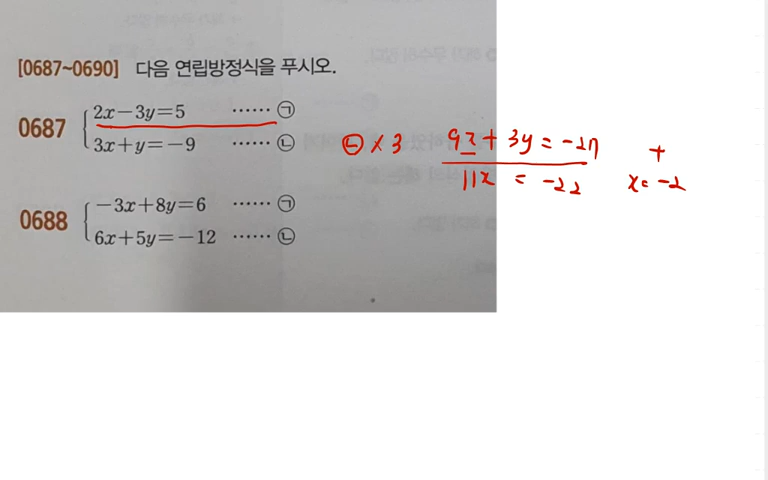 [0687~0690] 다음 연립방정식을 푸시오.
0687
2x-3y=5 ······ ㉠
3x+y=-9 ······ ㉡
㉡ × 3 9x + 3y = -27 +
11x = -22 x = -2
0688
-3x+8y=6 ······ ㉠
6x+5y=-12 ······ ㉡